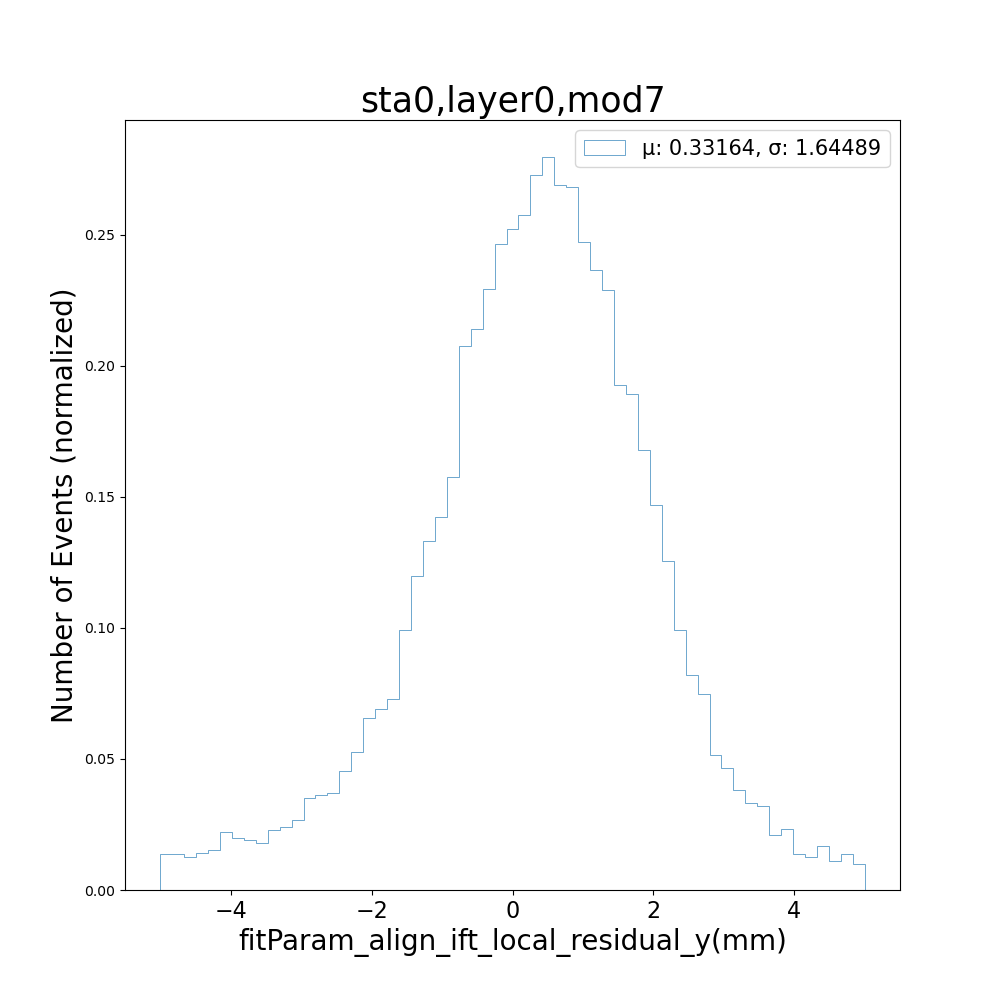 sta0,layer0,mod7
μ: 0.33164, σ: 1.64489
Number of Events (normalized)
0.25
0.20
0.15
0.10
0.05
0.00
−4 −2 0 2 4
fitParam_align_ift_local_residual_y(mm)